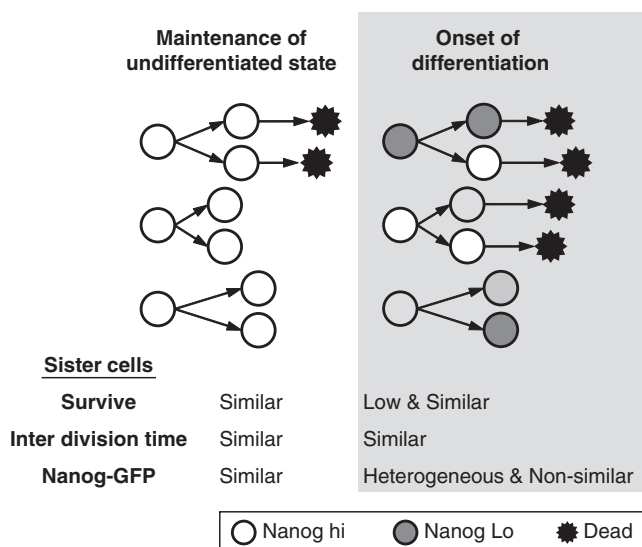 Maintenance of
undifferentiated state
Onset of
differentiation
Sister cells
Survive Similar Low & Similar
Inter division time Similar Similar
Nanog-GFP Similar Heterogeneous & Non-similar
Nanog hi Nanog Lo Dead